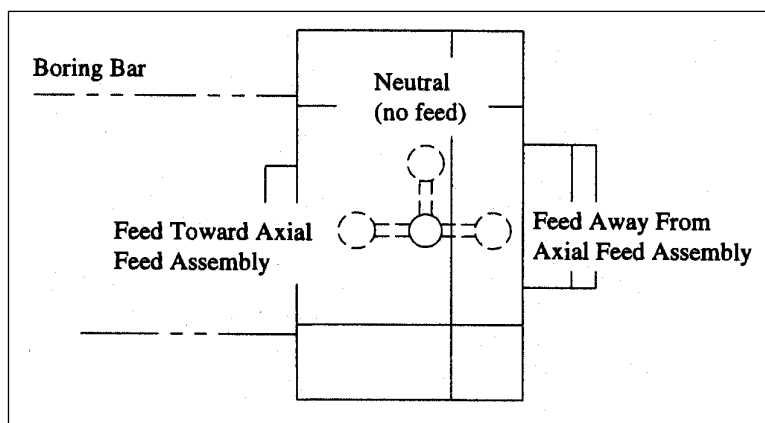 Boring Bar
Neutral
(no feed)
Feed Toward Axial
Feed Assembly
Feed Away From
Axial Feed Assembly